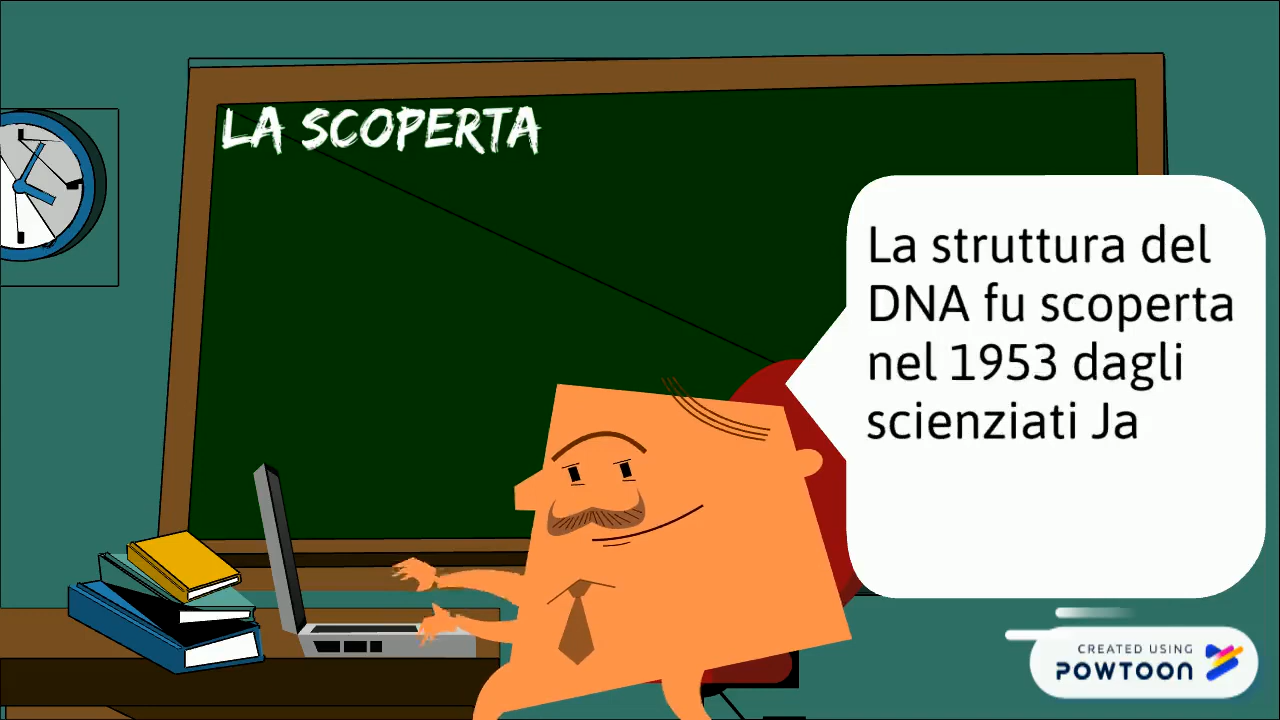 LA SCOPERTA
La struttura del
DNA fu scoperta
nel 1953 dagli
scienziati Ja
CREATED USING
POWTOON